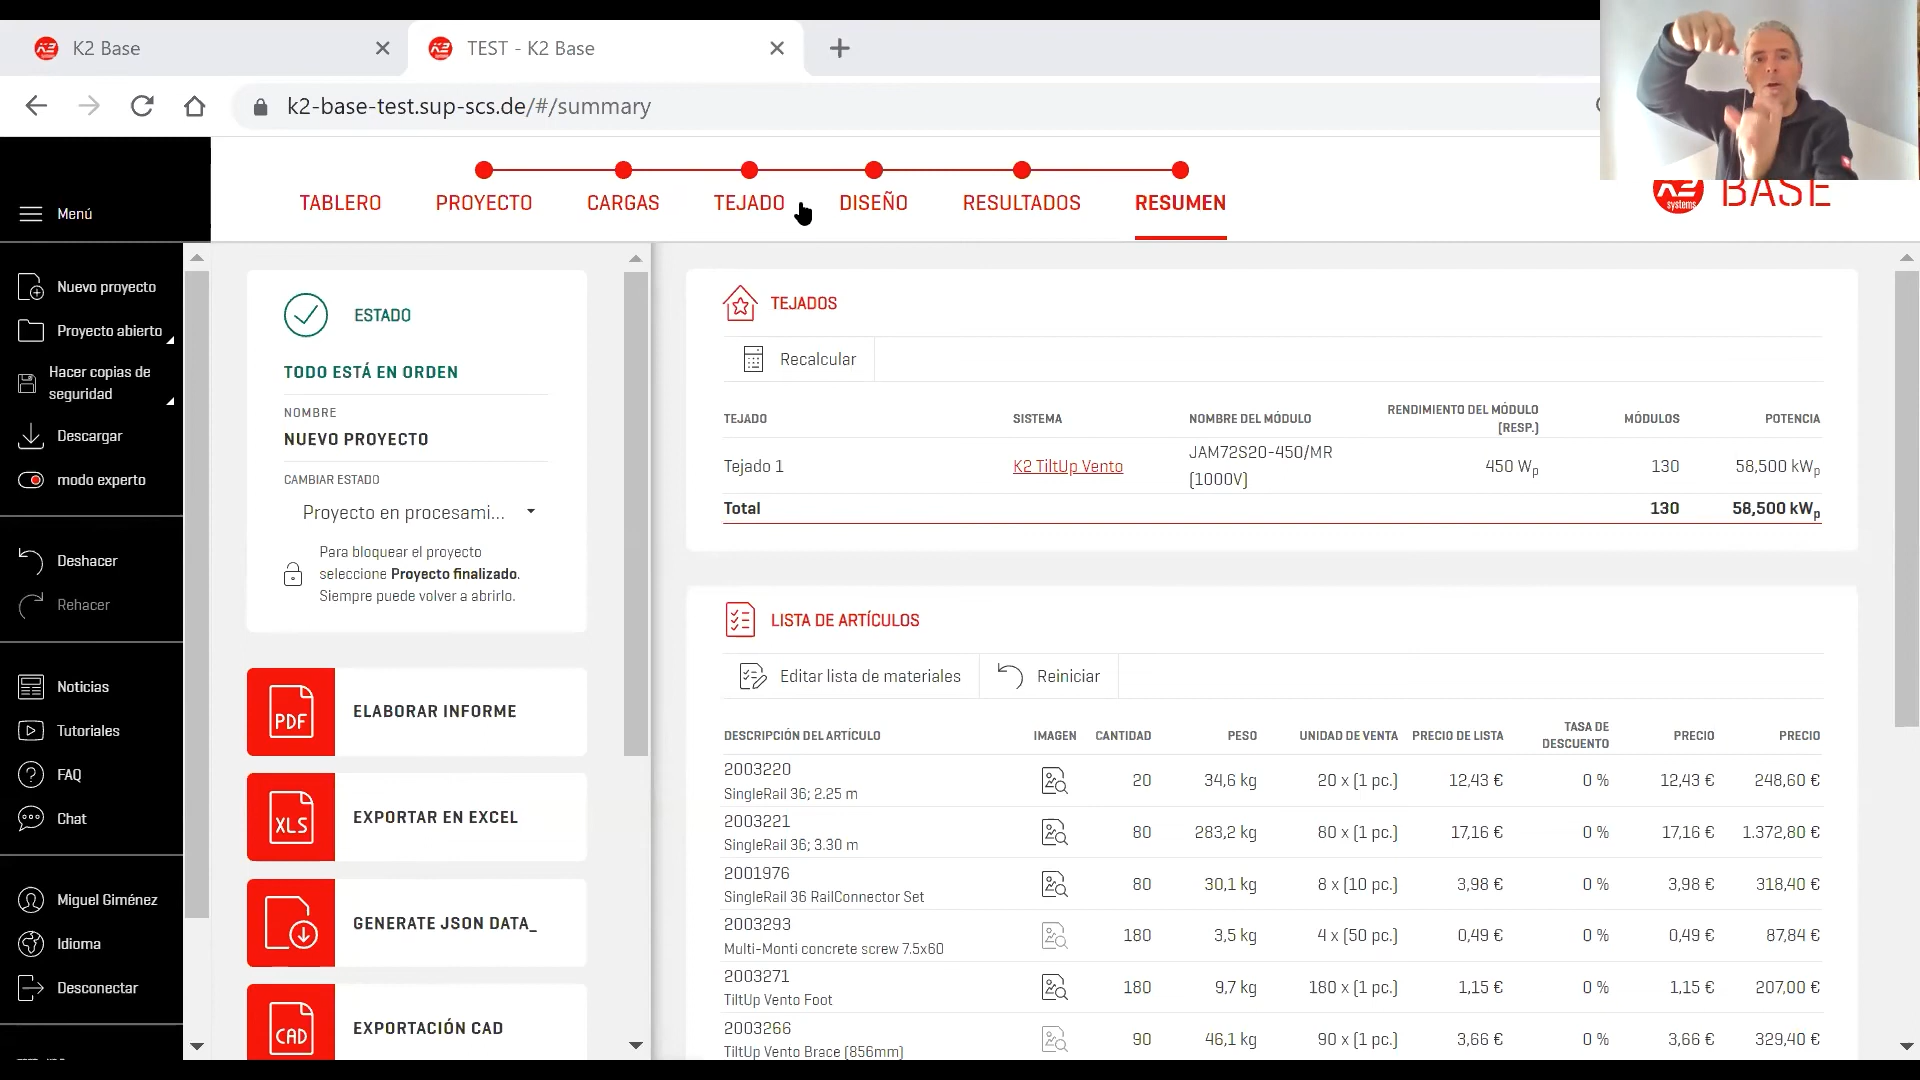 K2 Base
TEST - K2 Base
k2-base-test.sup-scs.de/#/summary
Menú
TABLERO
PROYECTO
CARGAS
TEJADO
DISEÑO
RESULTADOS
RESUMEN
K2 systems BASE
Nuevo proyecto
Proyecto abierto
Hacer copias de
seguridad
Descargar
modo experto
Deshacer
Rehacer
Noticias
Tutoriales
FAQ
Chat
Miguel Giménez
Idioma
Desconectar
ESTADO
TODO ESTÁ EN ORDEN
NOMBRE
NUEVO PROYECTO
CAMBIAR ESTADO
Proyecto en procesami...
Para bloquear el proyecto
seleccione Proyecto finalizado.
Siempre puede volver a abrirlo.
PDF ELABORAR INFORME
XLS EXPORTAR EN EXCEL
GENERATE JSON DATA_
CAD EXPORTACIÓN CAD
TEJADOS
Recalcular
TEJADO SISTEMA NOMBRE DEL MÓDULO RENDIMIENTO DEL MÓDULO
(RESP.) MÓDULOS POTENCIA
Tejado 1 K2 TiltUp Vento JAM72S20-450/MR
(1000V) 450 Wp 130 58,500 kWp
Total 130 58,500 kWp
LISTA DE ARTÍCULOS
Editar lista de materiales Reiniciar
DESCRIPCIÓN DEL ARTÍCULO IMAGEN CANTIDAD PESO UNIDAD DE VENTA PRECIO DE LISTA TASA DE
DESCUENTO PRECIO PRECIO
2003220
SingleRail 36; 2.25 m 20 34,6 kg 20 x (1 pc.) 12,43 € 0 % 12,43 € 248,60 €
2003221
SingleRail 36; 3.30 m 80 283,2 kg 80 x (1 pc.) 17,16 € 0 % 17,16 € 1.372,80 €
2001976
SingleRail 36 RailConnector Set 80 30,1 kg 8 x (10 pc.) 3,98 € 0 % 3,98 € 318,40 €
2003293
Multi-Monti concrete screw 7.5x60 180 3,5 kg 4 x (50 pc.) 0,49 € 0 % 0,49 € 87,84 €
2003271
TiltUp Vento Foot 180 9,7 kg 180 x (1 pc.) 1,15 € 0 % 1,15 € 207,00 €
2003266
TiltUp Vento Brace (856mm) 90 46,1 kg 90 x (1 pc.) 3,66 € 0 % 3,66 € 329,40 €